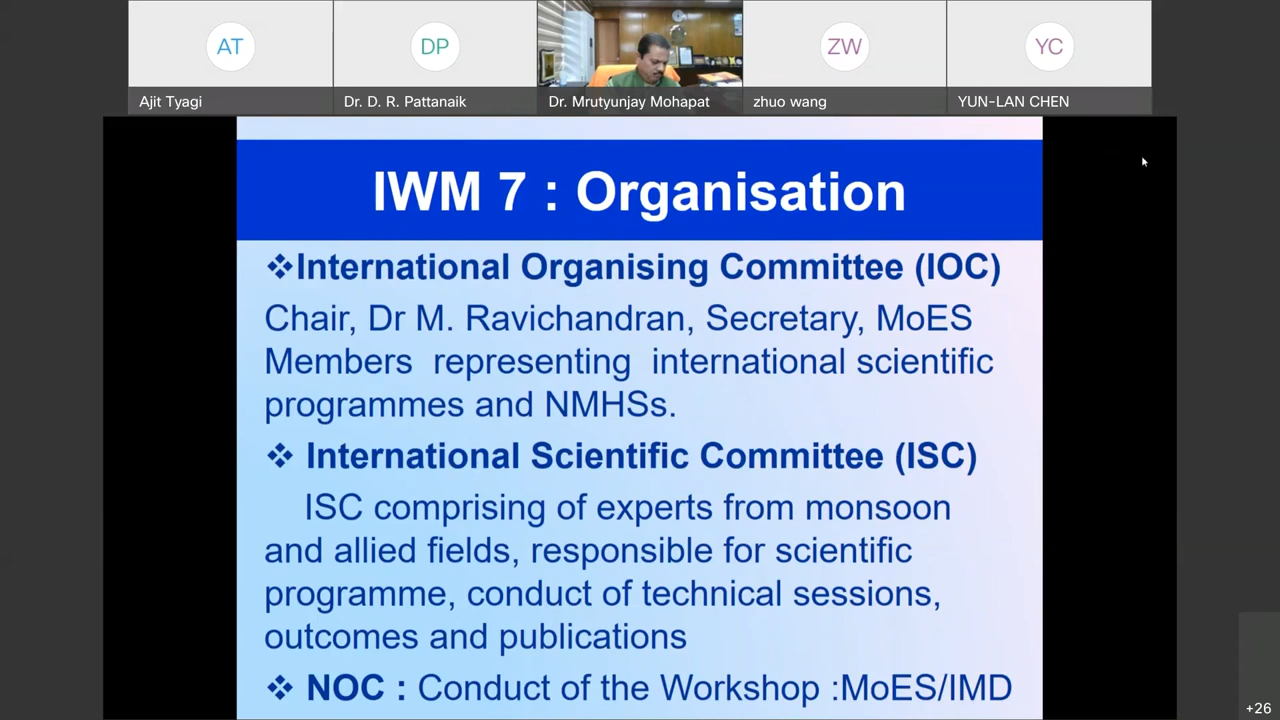 AT
DP
ZW
YC
Ajit Tyagi
Dr. D. R. Pattanaik
Dr. Mrutyunjay Mohapat
zhuo wang
YUN-LAN CHEN
IWM 7 : Organisation
❖International Organising Committee (IOC)
Chair, Dr M. Ravichandran, Secretary, MoES
Members representing international scientific
programmes and NMHSs.
❖ International Scientific Committee (ISC)
ISC comprising of experts from monsoon
and allied fields, responsible for scientific
programme, conduct of technical sessions,
outcomes and publications
❖ NOC : Conduct of the Workshop :MoES/IMD
+26